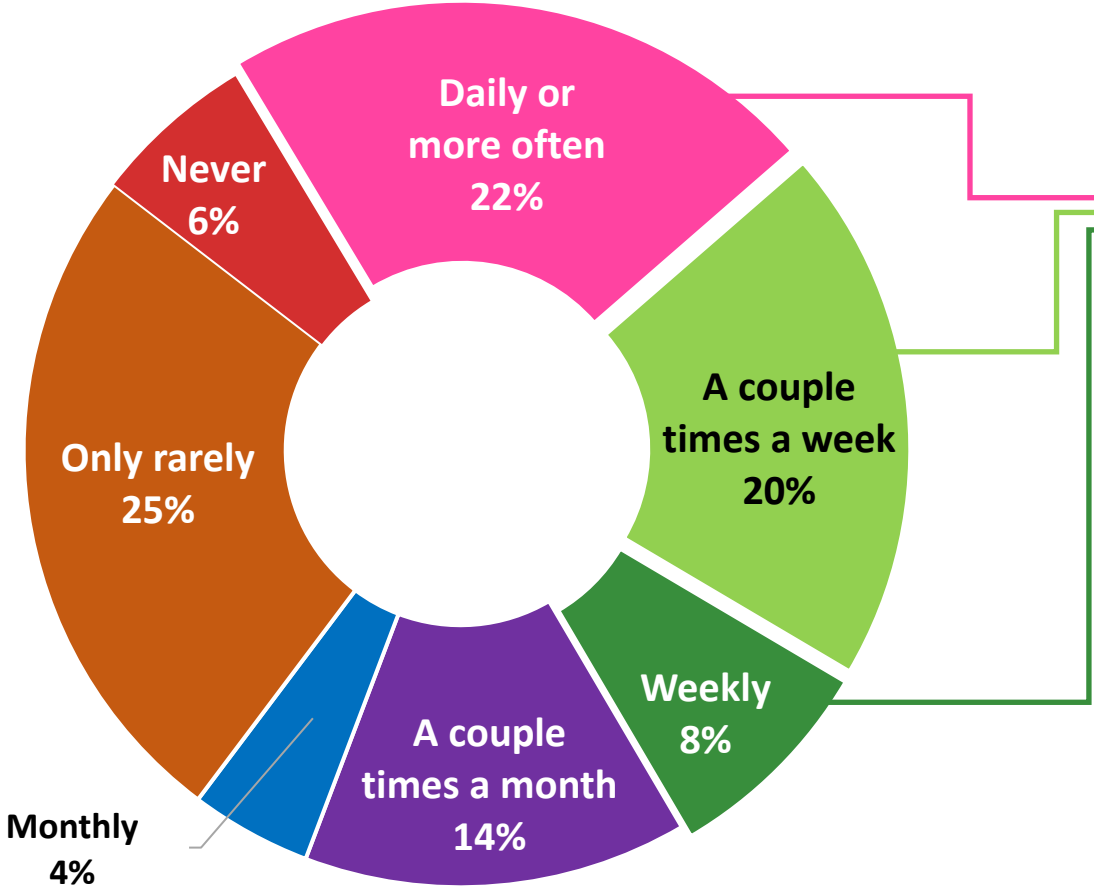 Daily or
more often
22%
Never
6%
A couple
times a week
20%
Only rarely
25%
Weekly
8%
A couple
times a month
14%
Monthly
4%